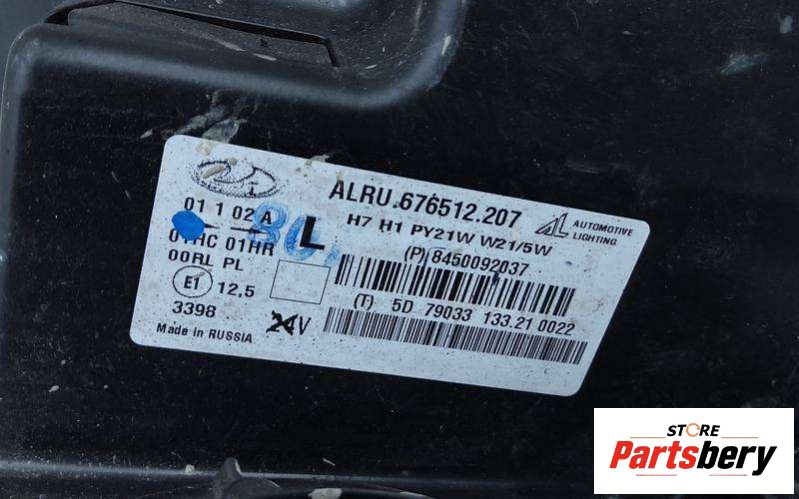 ALRU.676512.207
01 1 02 A
L
H7 H1 PY21W W21/5W
AL AUTOMOTIVE
LIGHTING
01HC 01HR
(P) 8450092037
00RL PL
E1 12,5
(T) 5D 79033 133.21 0022
3398
24V
Made in RUSSIA
STORE
Partsbery